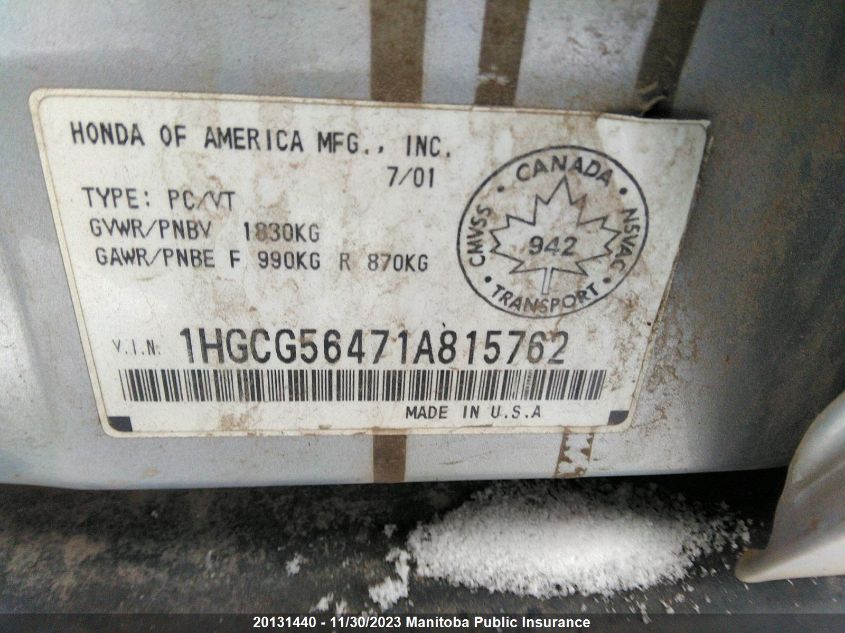 HONDA OF AMERICA MFG., INC.
7/01
TYPE: PC/VT
GVWR/PNBV 1830KG
GAWR/PNBE F 990KG R 870KG
CANADA
CMVSS
942
NSVAC
TRANSPORT
V.I.N: 1HGCG56471A815762
MADE IN U.S.A
20131440 - 11/30/2023 Manitoba Public Insurance